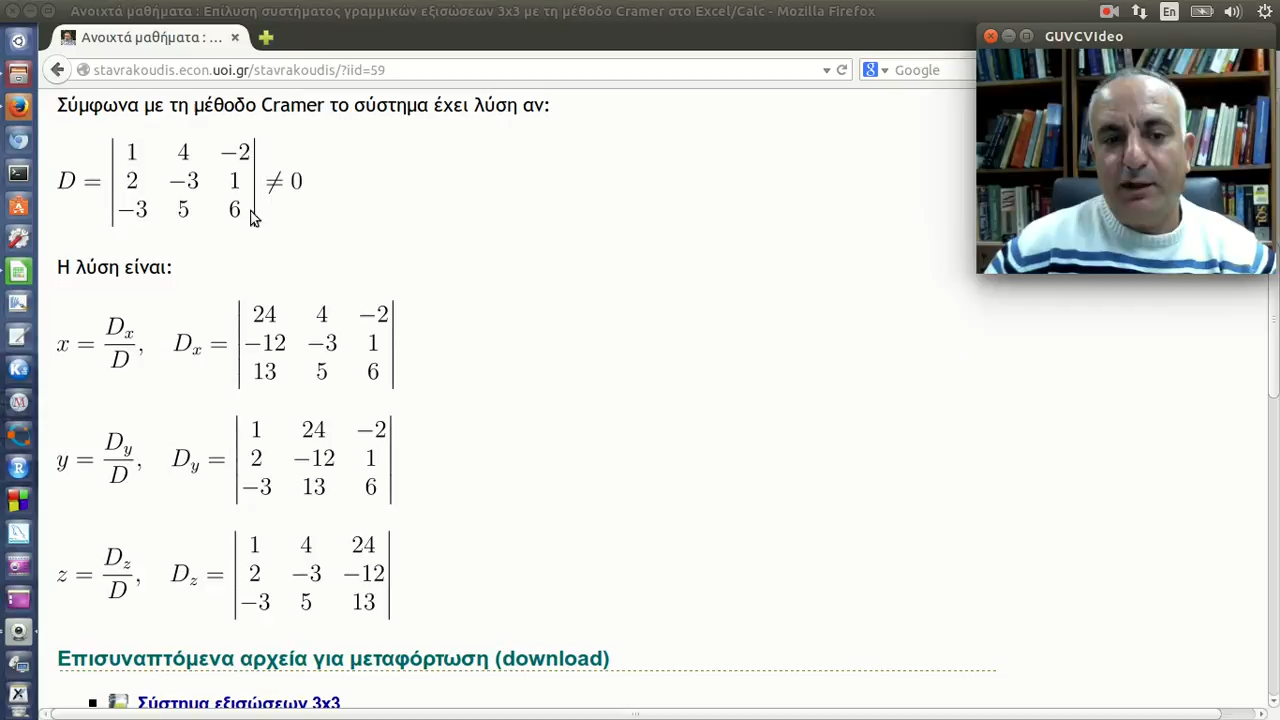 Ανοιχτά μαθήματα : Επίλυση συστήματος γραμμικών εξισώσεων 3x3 με τη μέθοδο Cramer στο Excel/Calc - Mozilla Firefox
En
Ανοιχτά μαθήματα : ...
GUVCVIdeo
stavrakoudis.econ.uoi.gr/stavrakoudis/?iid=59
Google
Σύμφωνα με τη μέθοδο Cramer το σύστημα έχει λύση αν:
1 4 −2
D = 2 −3 1 ≠ 0
−3 5 6
Η λύση είναι:
24 4 −2
x = Dx/D, Dx = −12 −3 1
13 5 6
1 24 −2
y = Dy/D, Dy = 2 −12 1
−3 13 6
1 4 24
z = Dz/D, Dz = 2 −3 −12
−3 5 13
Επισυναπτόμενα αρχεία για μεταφόρτωση (download)
Σύστημα εξισώσεων 3x3